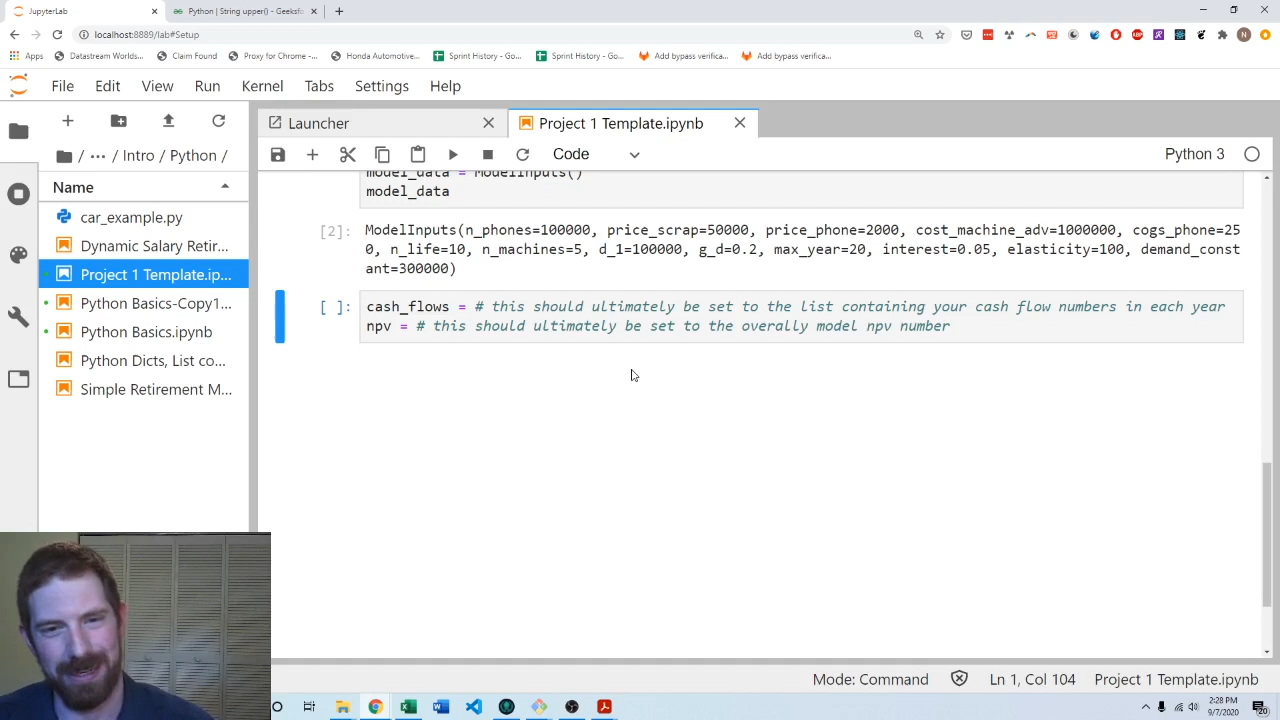 JupyterLab
Python | String upper() - Geeksfo
localhost:8889/lab#Setup
N
Apps
Datastream Worlds...
Claim Found
Proxy for Chrome -...
Honda Automotive...
Sprint History - Go...
Sprint History - Go...
Add bypass verifica...
Add bypass verifica...
File Edit View Run Kernel Tabs Settings Help
Launcher
Project 1 Template.ipynb
/ ··· / Intro / Python /
Code
Python 3
Name
car_example.py
Dynamic Salary Retir...
Project 1 Template.ip...
Python Basics-Copy1...
Python Basics.ipynb
Python Dicts, List co...
Simple Retirement M...
model_data = ModelInputs()
model_data
[2]: ModelInputs(n_phones=100000, price_scrap=50000, price_phone=2000, cost_machine_adv=1000000, cogs_phone=25
0, n_life=10, n_machines=5, d_1=100000, g_d=0.2, max_year=20, interest=0.05, elasticity=100, demand_const
ant=300000)
[ ]: cash_flows = # this should ultimately be set to the list containing your cash flow numbers in each year
npv = # this should ultimately be set to the overally model npv number
Mode: Command
Ln 1, Col 104
Project 1 Template.ipynb
2:28 PM
9/7/2020